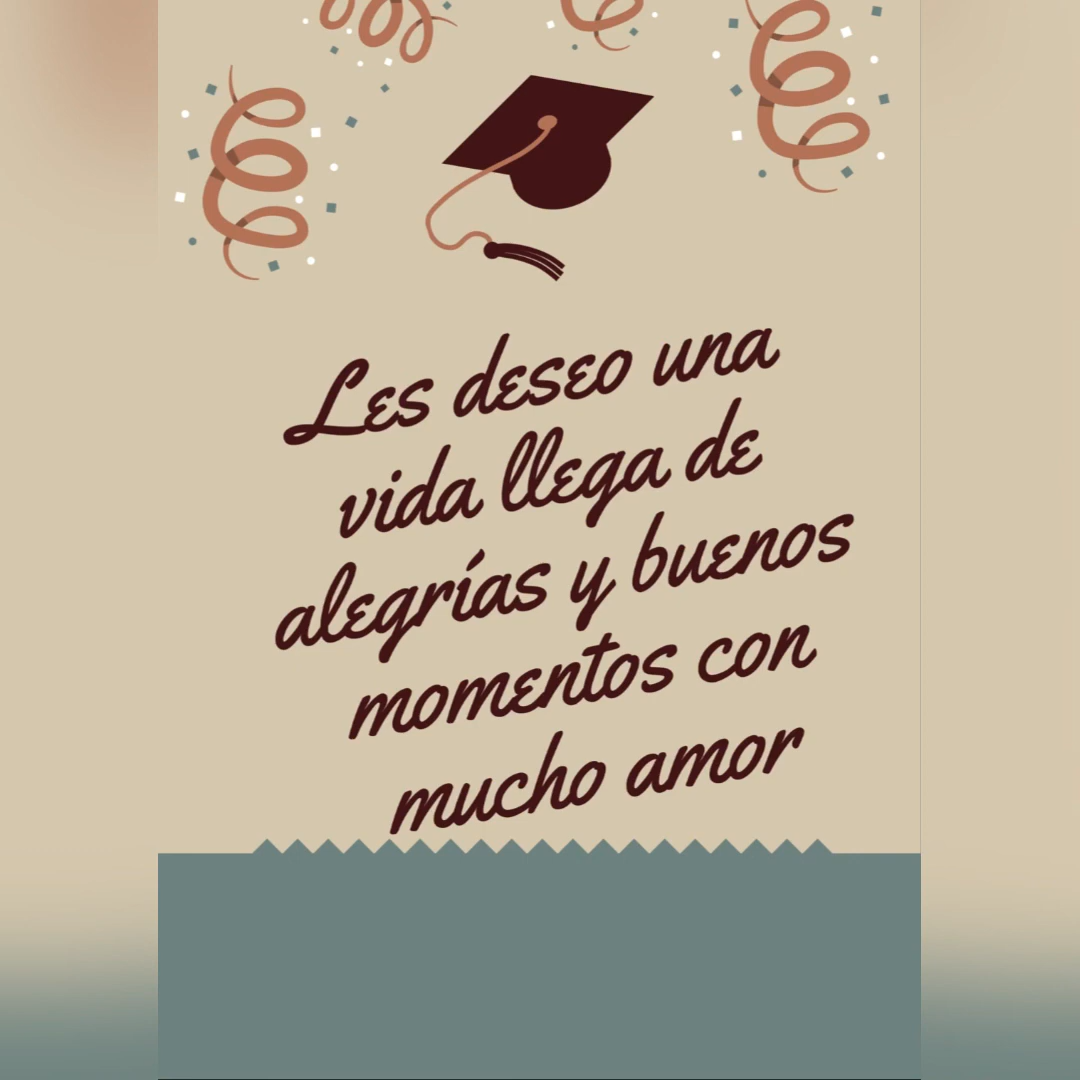 Les deseo una
vida llega de
alegrías y buenos
momentos con
mucho amor